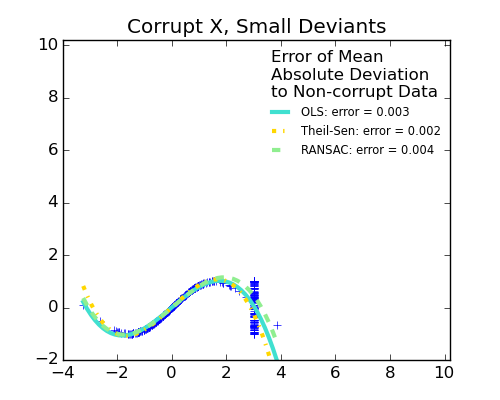 Corrupt X, Small Deviants
Error of Mean
Absolute Deviation
to Non-corrupt Data
OLS: error = 0.003
Theil-Sen: error = 0.002
RANSAC: error = 0.004
10
8
6
4
2
0
−2
−4 −2 0 2 4 6 8 10